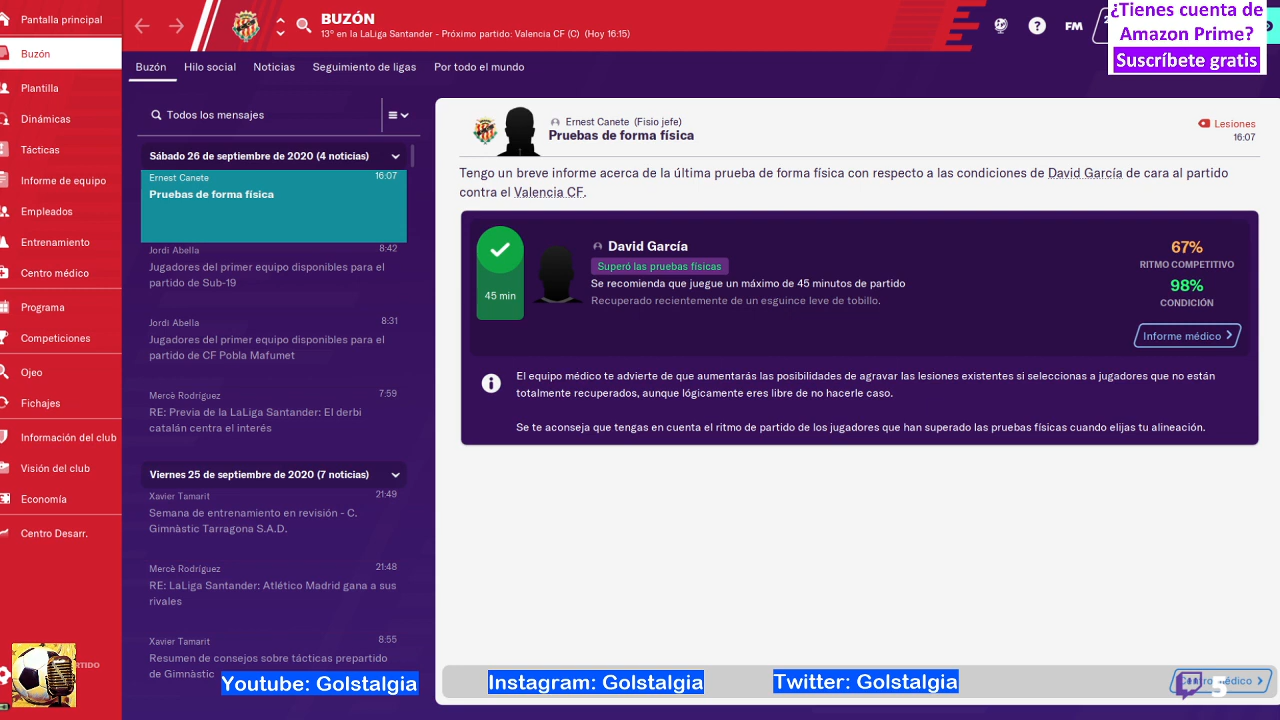 Pantalla principal
Buzón
Plantilla
Dinámicas
Tácticas
Informe de equipo
Empleados
Entrenamiento
Centro médico
Programa
Competiciones
Ojeo
Fichajes
Información del club
Visión del club
Economía
Centro Desarr.
BUZÓN
13º en la LaLiga Santander - Próximo partido: Valencia CF (C) (Hoy 16:15)
FM
¿Tienes cuenta de
Amazon Prime?
Suscríbete gratis
Buzón Hilo social Noticias Seguimiento de ligas Por todo el mundo
Todos los mensajes
Sábado 26 de septiembre de 2020 (4 noticias)
Ernest Canete 16:07
Pruebas de forma física
Jordi Abella 8:42
Jugadores del primer equipo disponibles para el
partido de Sub-19
Jordi Abella 8:31
Jugadores del primer equipo disponibles para el
partido de CF Pobla Mafumet
Mercè Rodríguez 7:59
RE: Previa de la LaLiga Santander: El derbi
catalán centra el interés
Viernes 25 de septiembre de 2020 (7 noticias)
Xavier Tamarit 21:49
Semana de entrenamiento en revisión - C.
Gimnàstic Tarragona S.A.D.
Mercè Rodríguez 21:48
RE: LaLiga Santander: Atlético Madrid gana a sus
rivales
Xavier Tamarit 8:55
Resumen de consejos sobre tácticas prepartido
de Gimnàstic
Ernest Canete (Fisio jefe)
Pruebas de forma física
Lesiones
16:07
Tengo un breve informe acerca de la última prueba de forma física con respecto a las condiciones de David García de cara al partido
contra el Valencia CF.
45 min
David García
Superó las pruebas físicas
Se recomienda que juegue un máximo de 45 minutos de partido
Recuperado recientemente de un esguince leve de tobillo.
67%
RITMO COMPETITIVO
98%
CONDICIÓN
Informe médico
El equipo médico te advierte de que aumentarás las posibilidades de agravar las lesiones existentes si seleccionas a jugadores que no están
totalmente recuperados, aunque lógicamente eres libre de no hacerle caso.
Se te aconseja que tengas en cuenta el ritmo de partido de los jugadores que han superado las pruebas físicas cuando elijas tu alineación.
Youtube: Golstalgia
Instagram: Golstalgia
Twitter: Golstalgia
5